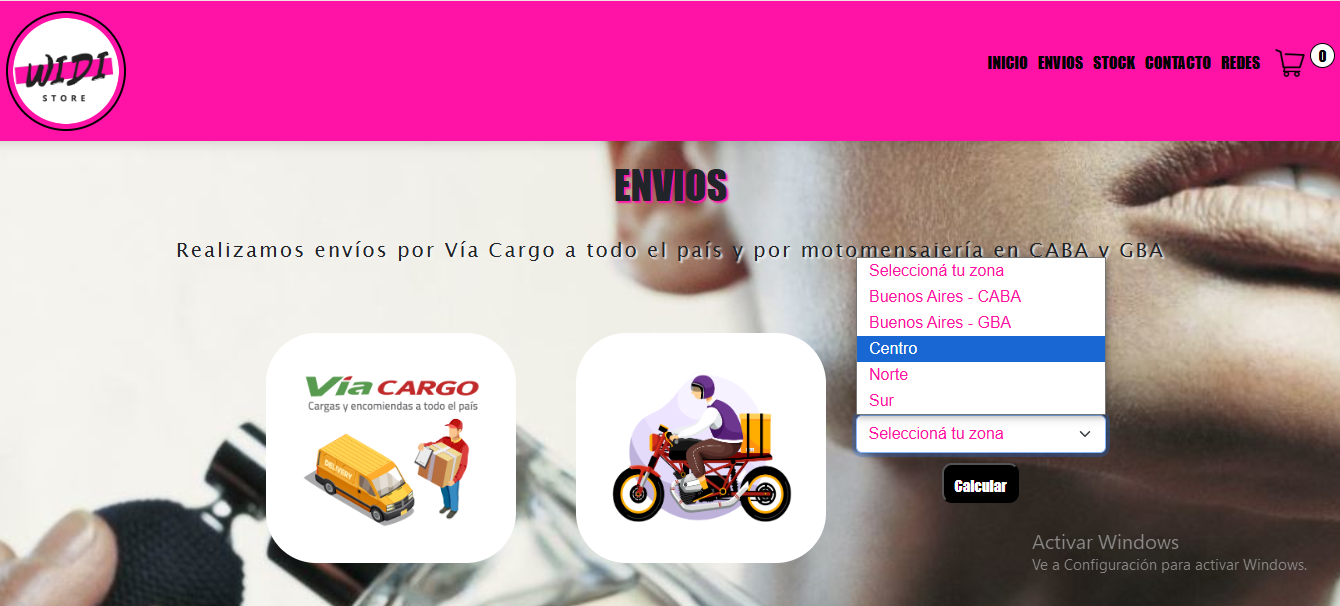 WIDI
STORE
INICIO ENVIOS STOCK CONTACTO REDES 0
ENVIOS
Realizamos envíos por Vía Cargo a todo el país y por motomensajería en CABA y GBA
Seleccioná tu zona
Buenos Aires - CABA
Buenos Aires - GBA
Centro
Norte
Sur
Seleccioná tu zona
Calcular
Vía CARGO
Cargas y encomiendas a todo el país
DELIVERY
Activar Windows
Ve a Configuración para activar Windows.